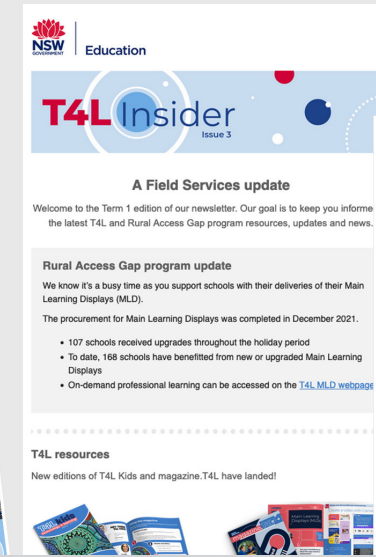 NSW
GOVERNMENT
Education
T4L Insider
Issue 3
A Field Services update
Welcome to the Term 1 edition of our newsletter. Our goal is to keep you informe
the latest T4L and Rural Access Gap program resources, updates and news.
Rural Access Gap program update
We know it's a busy time as you support schools with their deliveries of their Main
Learning Displays (MLD).
The procurement for Main Learning Displays was completed in December 2021.
• 107 schools received upgrades throughout the holiday period
• To date, 168 schools have benefitted from new or upgraded Main Learning
Displays
• On-demand professional learning can be accessed on the T4L MLD webpage
T4L resources
New editions of T4L Kids and magazine.T4L have landed!
kids
Main Learning
Displays (MLD)